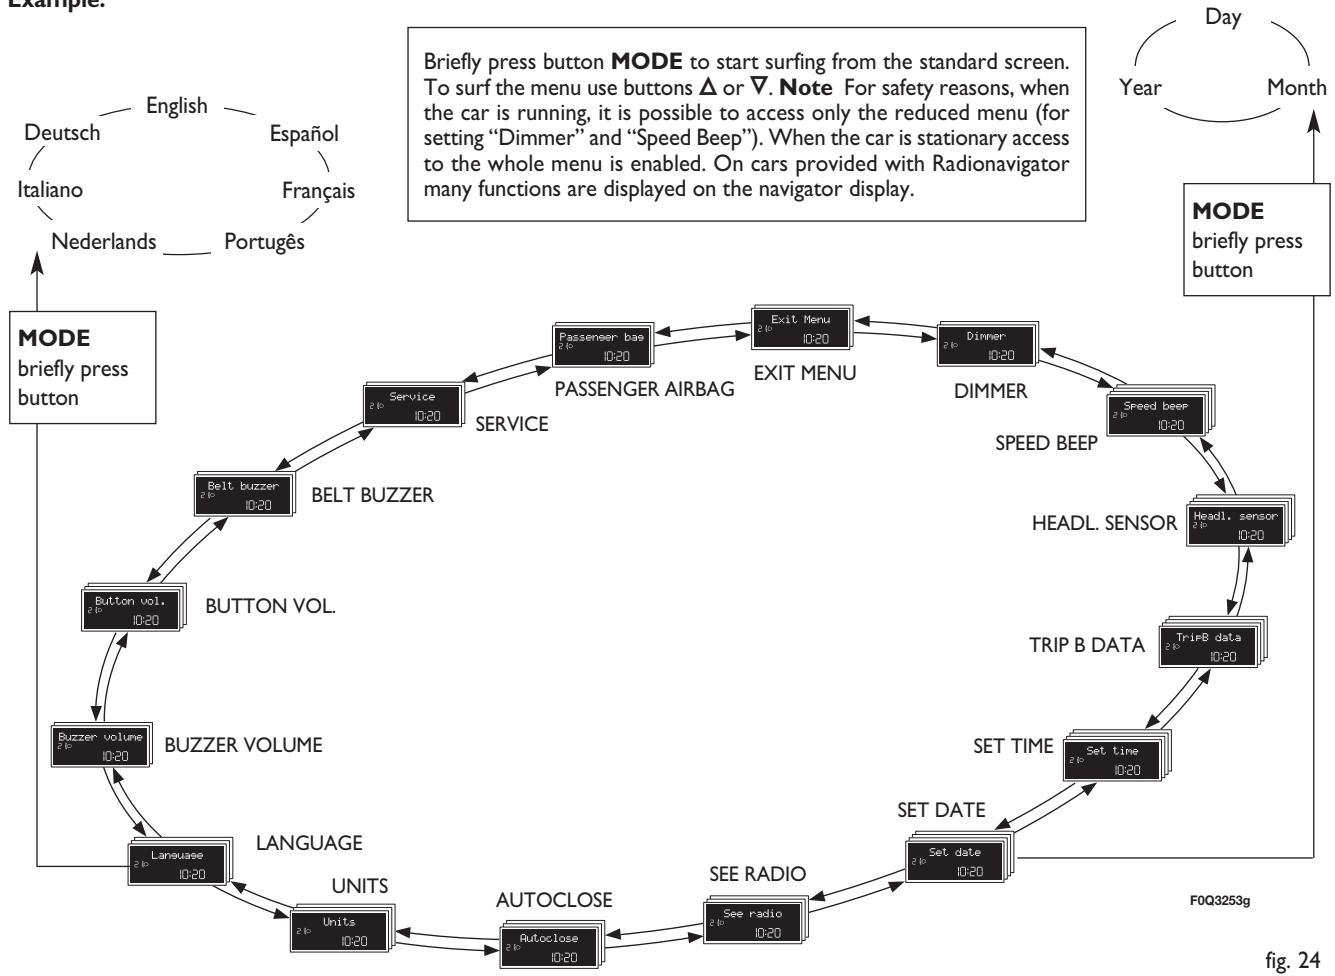 Example:
Day
Year
Month
Briefly press button MODE to start surfing from the standard screen.
To surf the menu use buttons Δ or ∇. Note For safety reasons, when
the car is running, it is possible to access only the reduced menu (for
setting “Dimmer” and “Speed Beep”). When the car is stationary access
to the whole menu is enabled. On cars provided with Radionavigator
many functions are displayed on the navigator display.
English
Deutsch
Español
Italiano
Français
Nederlands
Portugês
MODE
briefly press
button
MODE
briefly press
button
Exit Menu
10:20
EXIT MENU
Dimmer
10:20
DIMMER
Speed beep
10:20
SPEED BEEP
Headl. sensor
10:20
HEADL. SENSOR
TripB data
10:20
TRIP B DATA
Set time
10:20
SET TIME
Set date
10:20
SET DATE
See radio
10:20
SEE RADIO
Autoclose
10:20
AUTOCLOSE
Units
10:20
UNITS
Language
10:20
LANGUAGE
Buzzer volume
10:20
BUZZER VOLUME
Button vol.
10:20
BUTTON VOL.
Belt buzzer
10:20
BELT BUZZER
Service
10:20
SERVICE
Passenger bag
10:20
PASSENGER AIRBAG
F0Q3253g
fig. 24